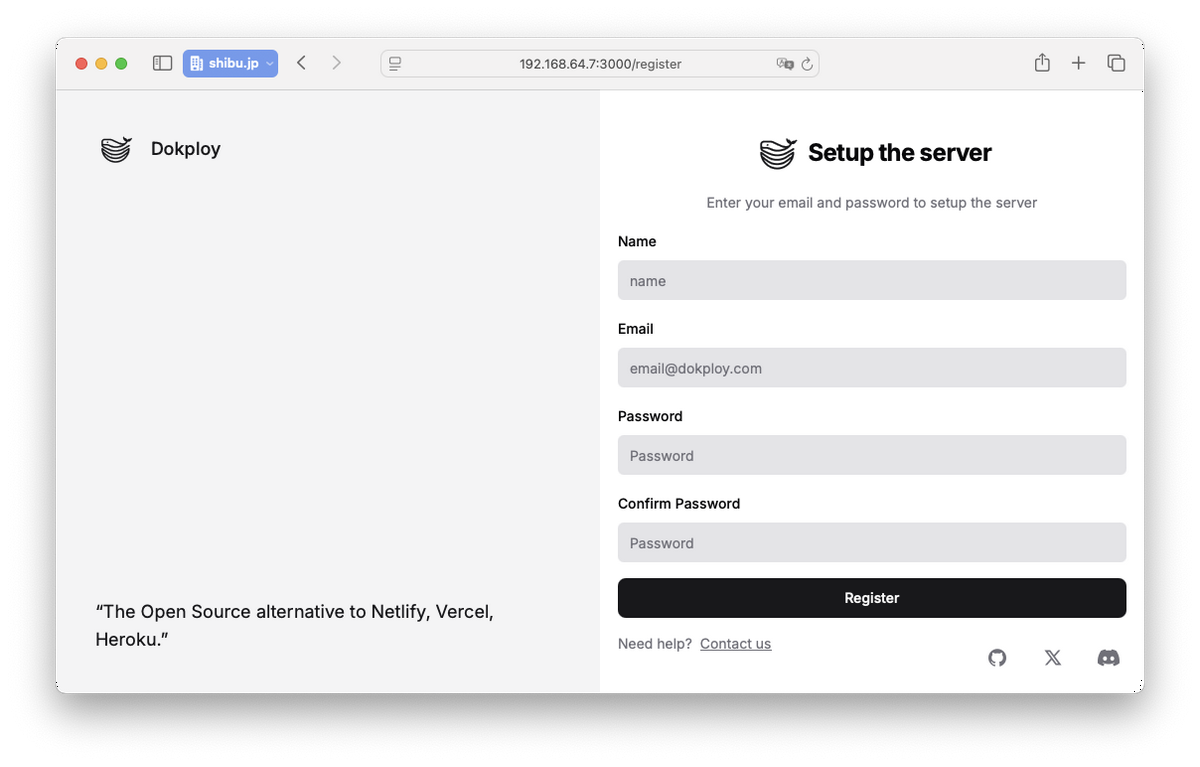 shibu.jp
192.168.64.7:3000/register
Dokploy
“The Open Source alternative to Netlify, Vercel,
Heroku.”
Setup the server
Enter your email and password to setup the server
Name
name
Email
email@dokploy.com
Password
Password
Confirm Password
Password
Register
Need help? Contact us